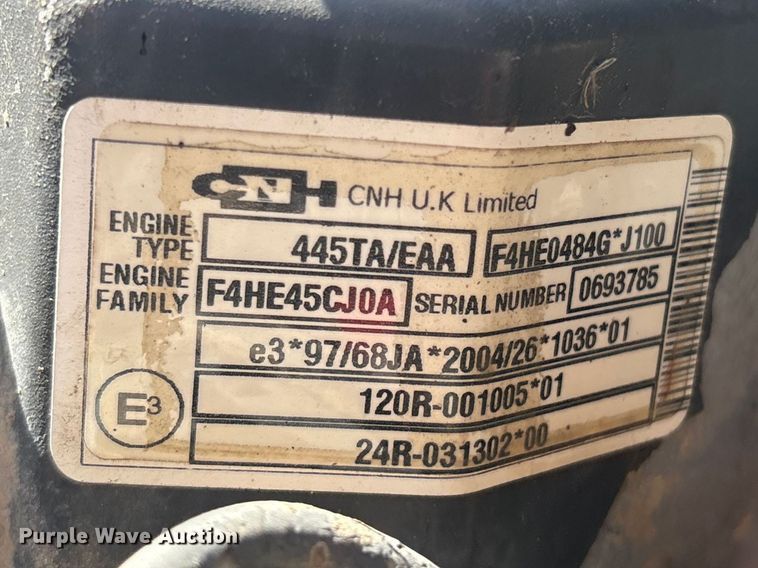 CNH CNH U.K Limited
ENGINE TYPE 445TA/EAA F4HE0484G*J100
ENGINE FAMILY F4HE45CJ0A SERIAL NUMBER 0693785
e3*97/68JA*2004/26*1036*01
E3 120R-001005*01
24R-031302*00
Purple Wave Auction